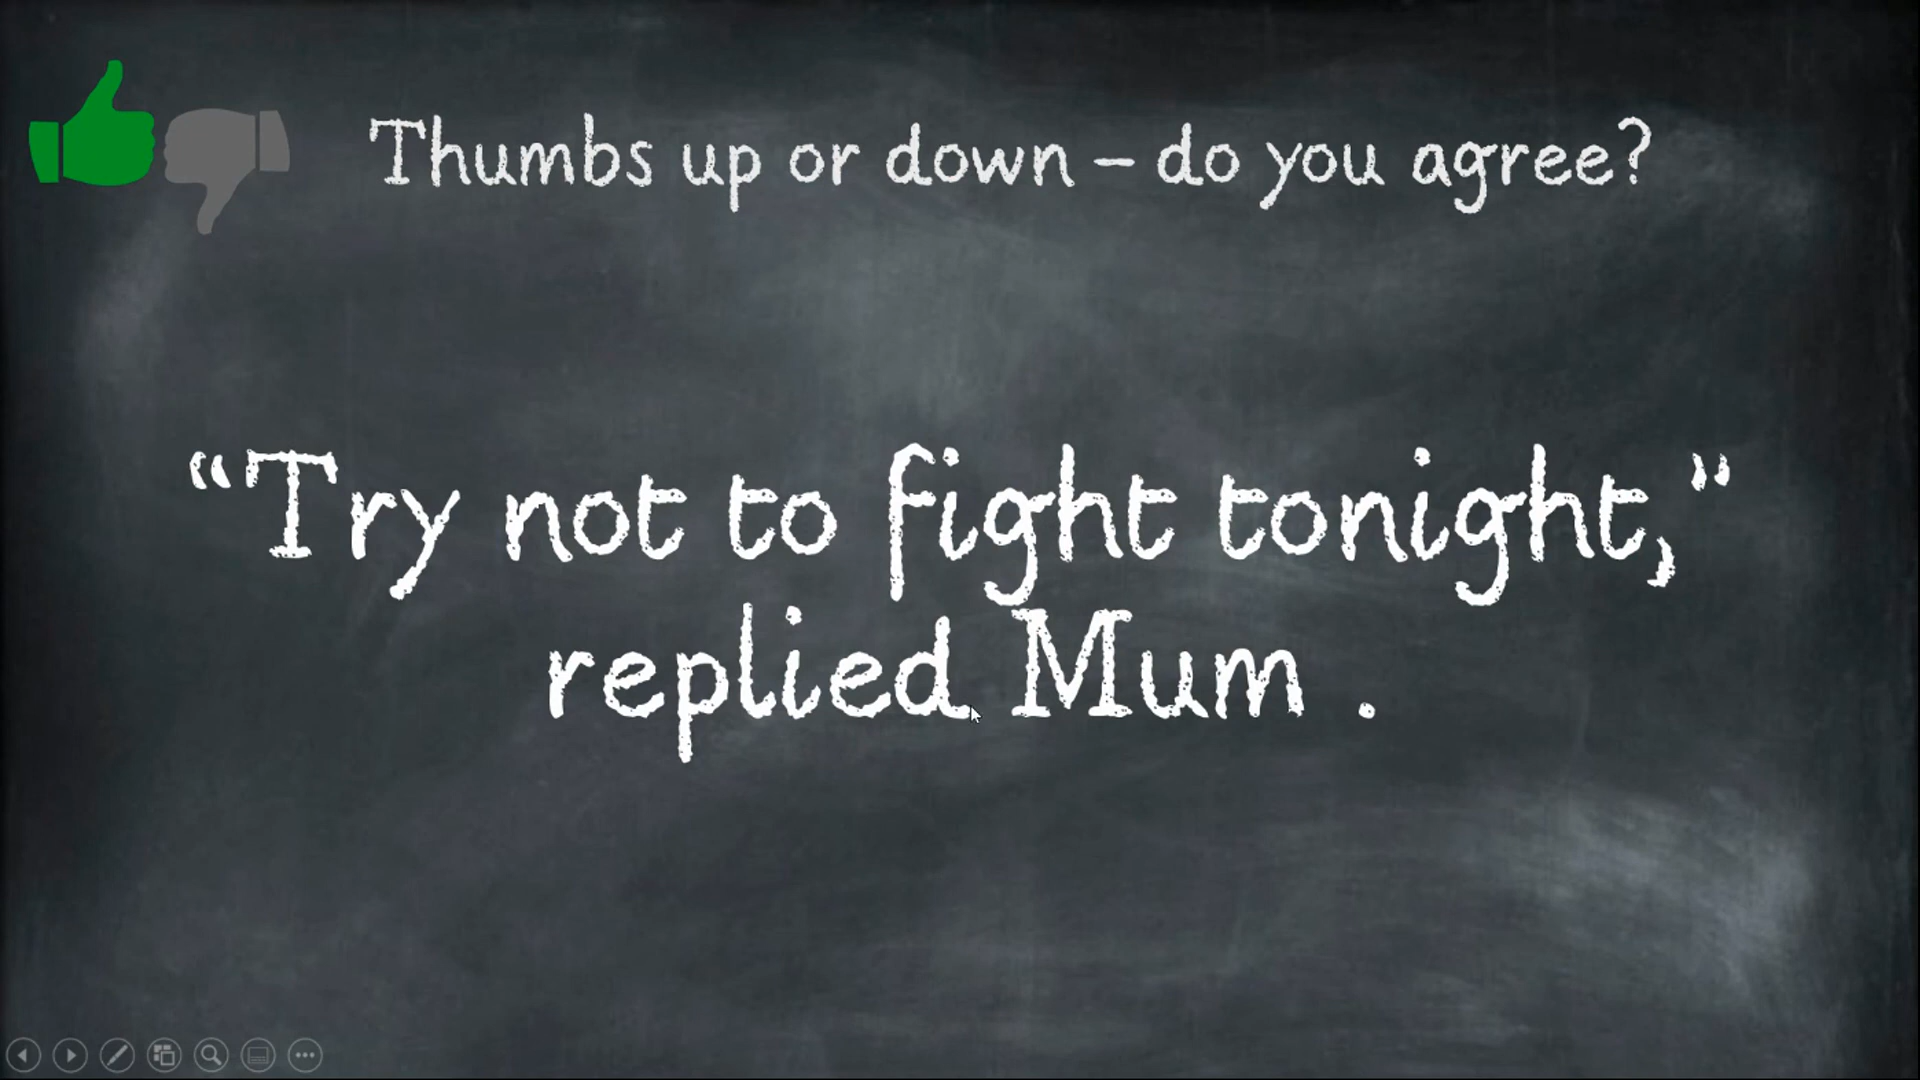 Thumbs up or down – do you agree?
“Try not to fight tonight,”
replied Mum .